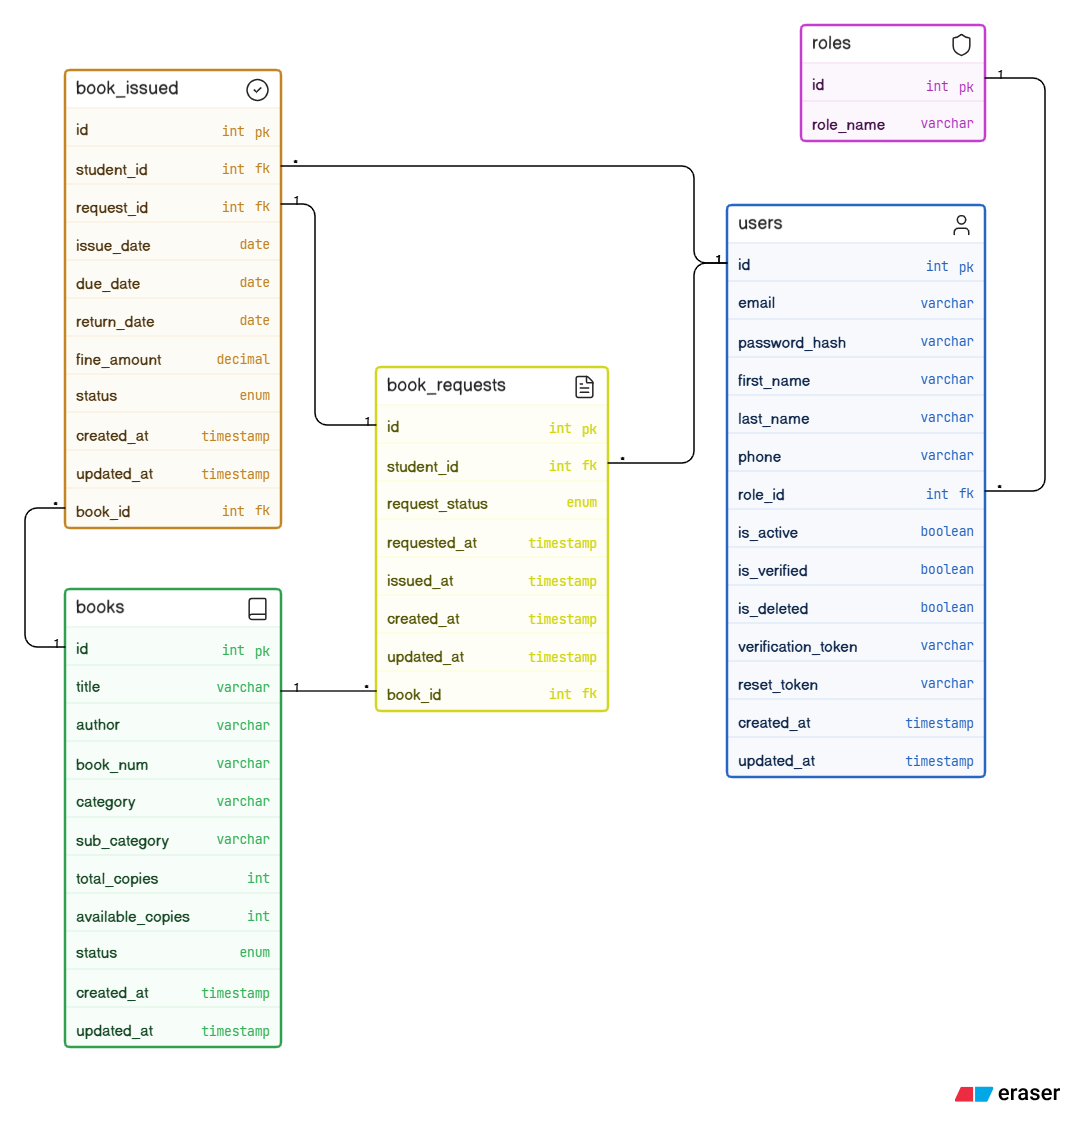 roles
id int pk
role_name varchar
book_issued
id int pk
student_id int fk
request_id int fk
issue_date date
due_date date
return_date date
fine_amount decimal
status enum
created_at timestamp
updated_at timestamp
book_id int fk
users
id int pk
email varchar
password_hash varchar
first_name varchar
last_name varchar
phone varchar
role_id int fk
is_active boolean
is_verified boolean
is_deleted boolean
verification_token varchar
reset_token varchar
created_at timestamp
updated_at timestamp
book_requests
id int pk
student_id int fk
request_status enum
requested_at timestamp
issued_at timestamp
created_at timestamp
updated_at timestamp
book_id int fk
books
id int pk
title varchar
author varchar
book_num varchar
category varchar
sub_category varchar
total_copies int
available_copies int
status enum
created_at timestamp
updated_at timestamp
1
*
*
1
1
1
*
*
*
1
1
*
eraser